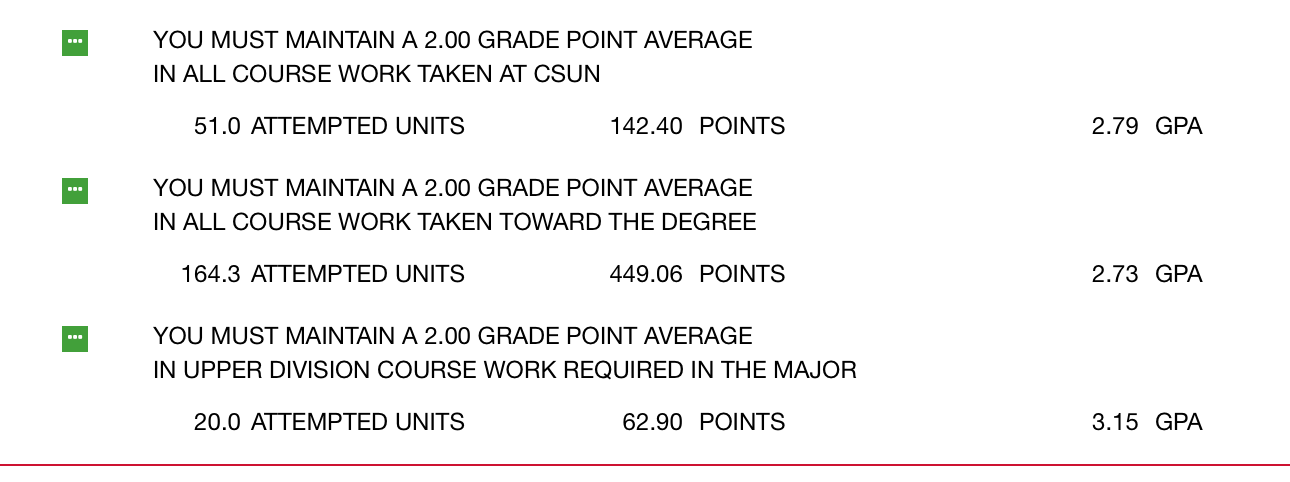 YOU MUST MAINTAIN A 2.00 GRADE POINT AVERAGE
IN ALL COURSE WORK TAKEN AT CSUN
51.0 ATTEMPTED UNITS 142.40 POINTS 2.79 GPA
YOU MUST MAINTAIN A 2.00 GRADE POINT AVERAGE
IN ALL COURSE WORK TAKEN TOWARD THE DEGREE
164.3 ATTEMPTED UNITS 449.06 POINTS 2.73 GPA
YOU MUST MAINTAIN A 2.00 GRADE POINT AVERAGE
IN UPPER DIVISION COURSE WORK REQUIRED IN THE MAJOR
20.0 ATTEMPTED UNITS 62.90 POINTS 3.15 GPA